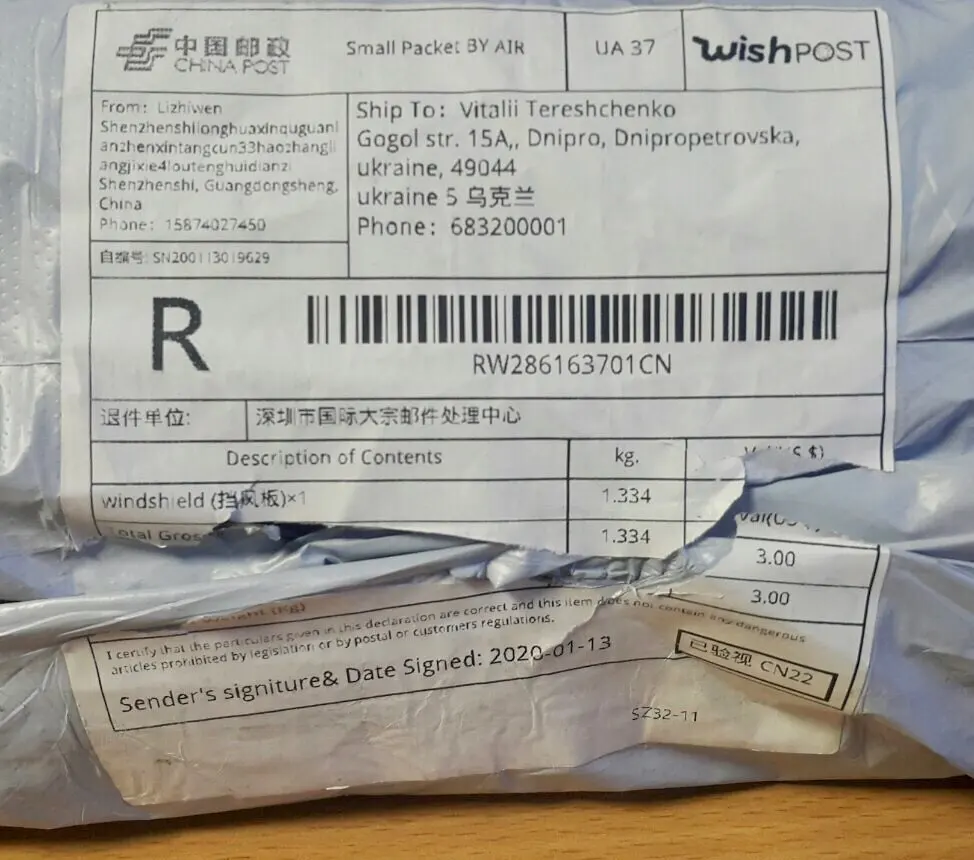 中国邮政
CHINA POST
Small Packet BY AIR
UA 37
wishPOST
From: Lizhiwen
Shenzhenshilonghuaxinquguanl
anzhenxintangcun33haozhangli
angjixie4loutenghuidianzi
Shenzhenshi, Guangdongsheng,
China
Phone: 15874027450
自编号: SN200113019629
Ship To: Vitalii Tereshchenko
Gogol str. 15A,, Dnipro, Dnipropetrovska,
ukraine, 49044
ukraine 5 乌克兰
Phone: 683200001
R
RW286163701CN
退件单位:
深圳市国际大宗邮件处理中心
Description of Contents
kg.
windshield (挡风板)×1
1.334
Total Gross
1.334
3.00
3.00
(Kg)
I certify that the particulars given in this declaration are correct and this item does not contain any dangerous
articles prohibited by legislation or by postal or customers regulations.
Sender's signiture& Date Signed: 2020-01-13
已验视 CN22
SZ32-11